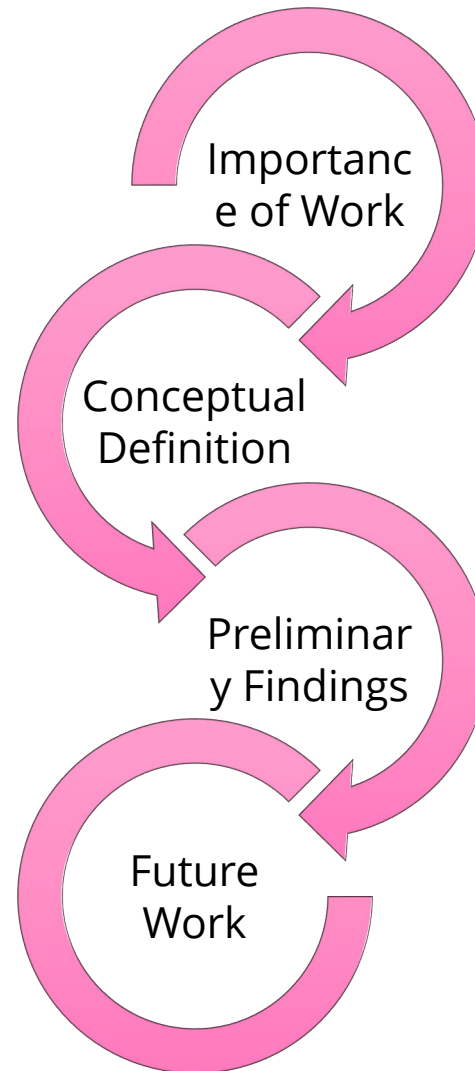 Importanc
e of Work
Conceptual
Definition
Preliminar
y Findings
Future
Work